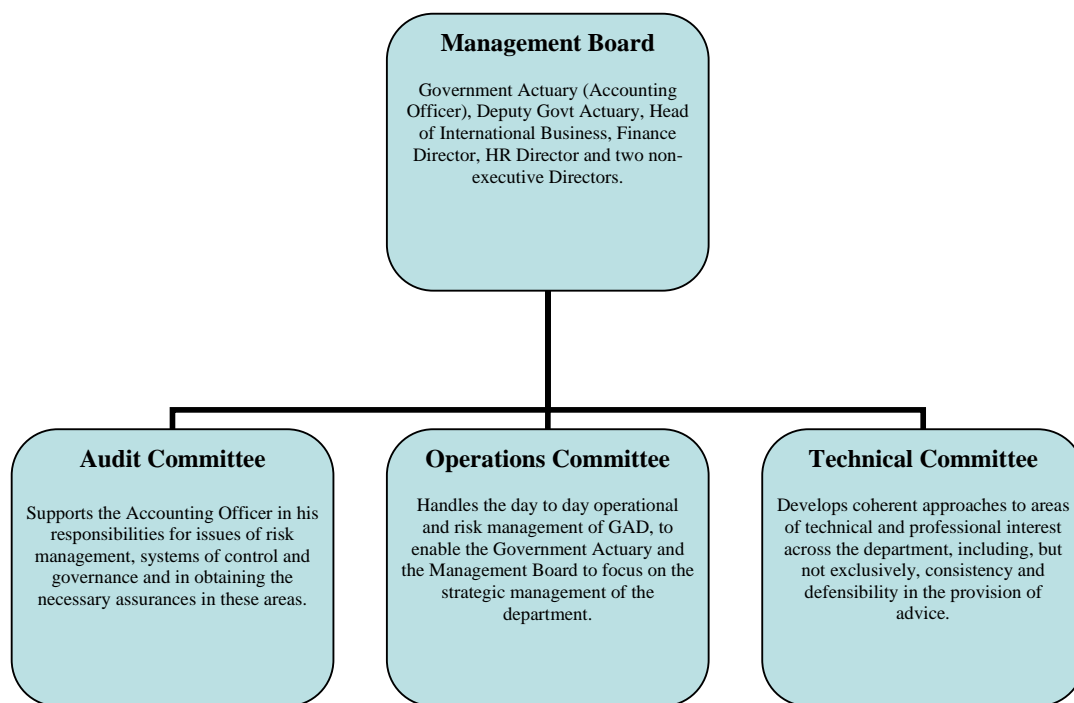 Management Board
Government Actuary (Accounting
Officer), Deputy Govt Actuary, Head
of International Business, Finance
Director, HR Director and two non-
executive Directors.
Audit Committee
Supports the Accounting Officer in his
responsibilities for issues of risk
management, systems of control and
governance and in obtaining the
necessary assurances in these areas.
Operations Committee
Handles the day to day operational
and risk management of GAD, to
enable the Government Actuary and
the Management Board to focus on the
strategic management of the
department.
Technical Committee
Develops coherent approaches to areas
of technical and professional interest
across the department, including, but
not exclusively, consistency and
defensibility in the provision of
advice.